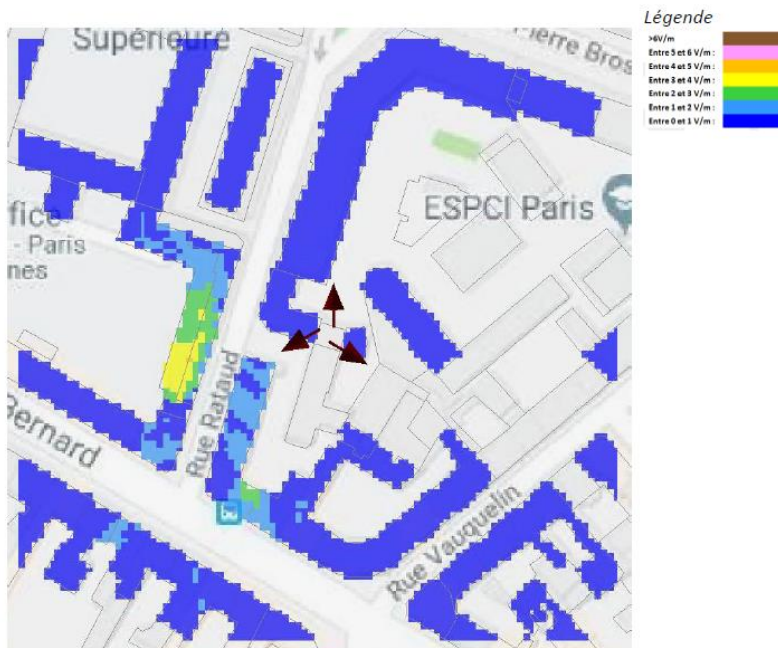 Légende
>6V/m
Entre 5 et 6 V/m :
Entre 4 et 5 V/m :
Entre 3 et 4 V/m :
Entre 2 et 3 V/m :
Entre 1 et 2 V/m :
Entre 0 et 1 V/m :
Supérieure
Pierre Bros
ESPCI Paris
fice
- Paris
nes
Rue Rataud
Bernard
Rue Vauquelin